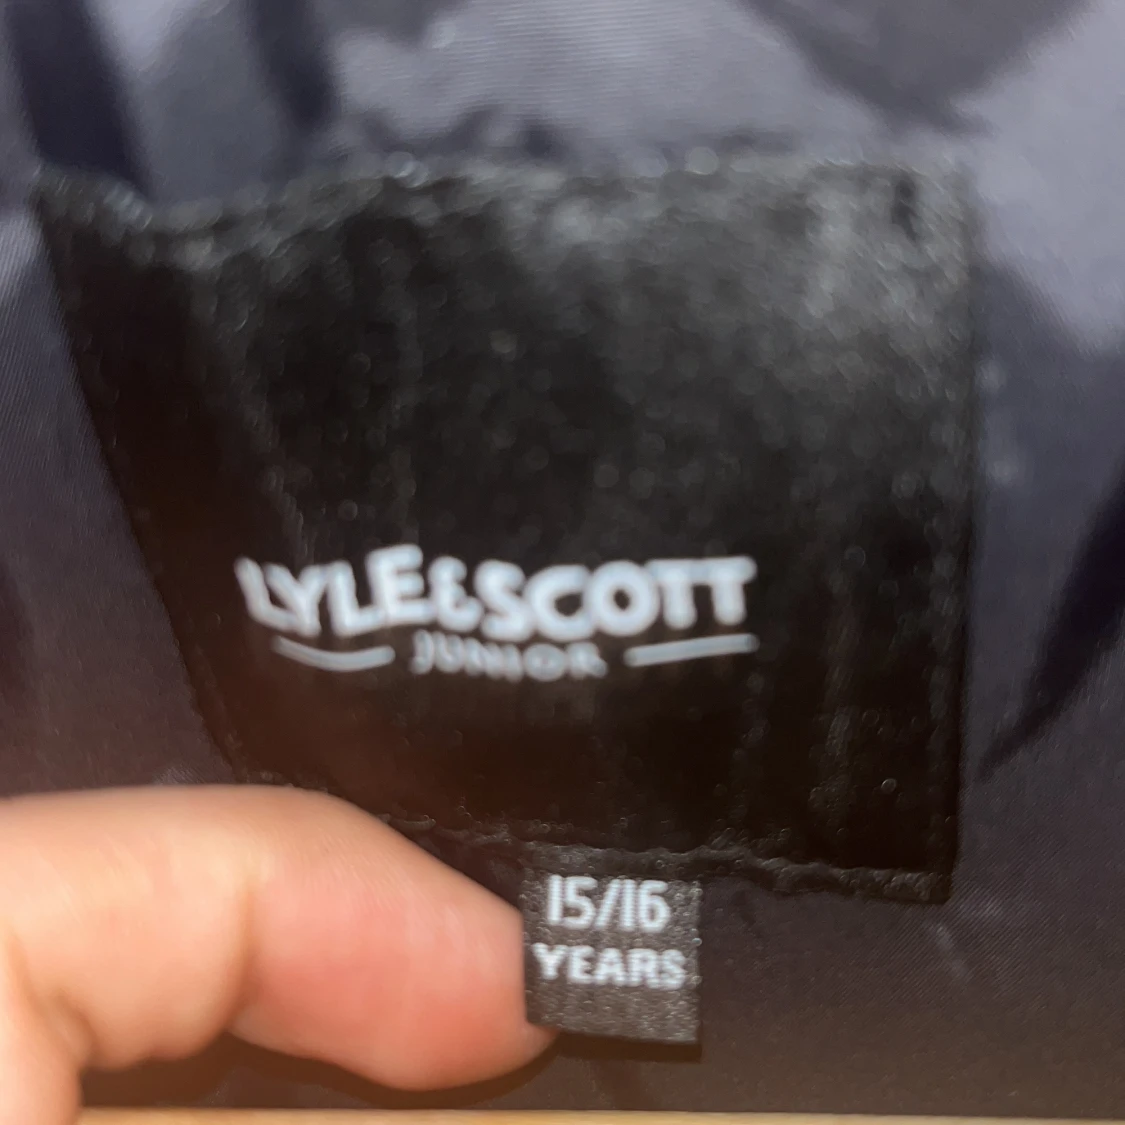 LYLE&SCOTT
JUNIOR
15/16
YEARS